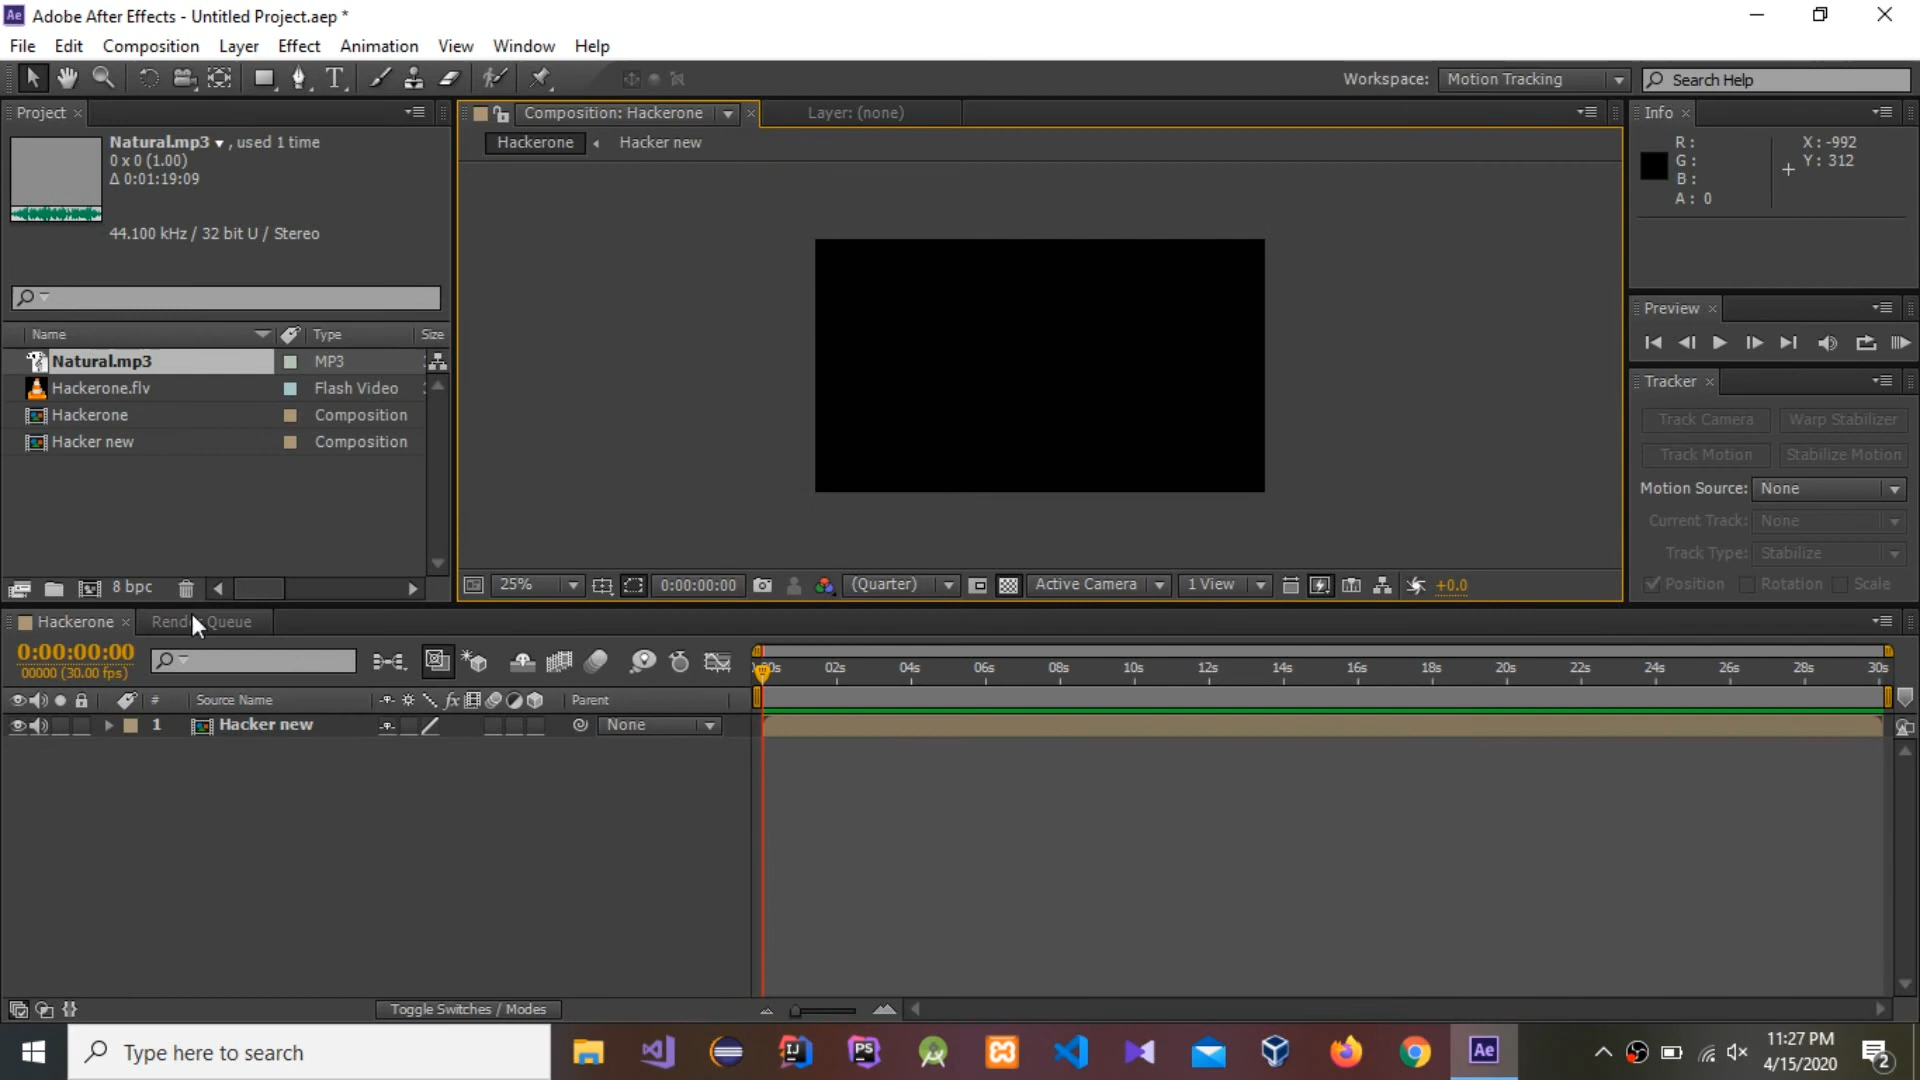 Ae Adobe After Effects - Untitled Project.aep *
File Edit Composition Layer Effect Animation View Window Help
Workspace: Motion Tracking Search Help
Project
Natural.mp3 , used 1 time
0 x 0 (1.00)
Δ 0:01:19:09
44.100 kHz / 32 bit U / Stereo
Name Type Size
Natural.mp3 MP3
Hackerone.flv Flash Video
Hackerone Composition
Hacker new Composition
8 bpc
Composition: Hackerone Layer: (none)
Hackerone Hacker new
25% 0:00:00:00 (Quarter) Active Camera 1 View +0.0
Info
R: X: -992
G: Y: 312
B:
A: 0
Preview
Tracker
Track Camera Warp Stabilizer
Track Motion Stabilize Motion
Motion Source: None
Current Track: None
Track Type: Stabilize
Position Rotation Scale
Hackerone Queue
0:00:00:00
00000 (30.00 fps)
02s 04s 06s 08s 10s 12s 14s 16s 18s 20s 22s 24s 26s 28s 30s
# Source Name fx Parent
1 Hacker new None
Toggle Switches / Modes
Type here to search
IJ PS Ae
11:27 PM
4/15/2020
2